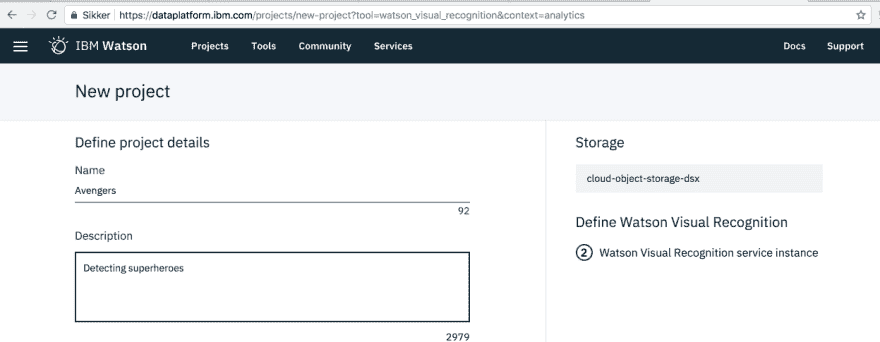 Sikker https://dataplatform.ibm.com/projects/new-project?tool=watson_visual_recognition&context=analytics
IBM Watson Projects Tools Community Services Docs Support
New project
Define project details
Name
Avengers
92
Description
Detecting superheroes
2979
Storage
cloud-object-storage-dsx
Define Watson Visual Recognition
2 Watson Visual Recognition service instance